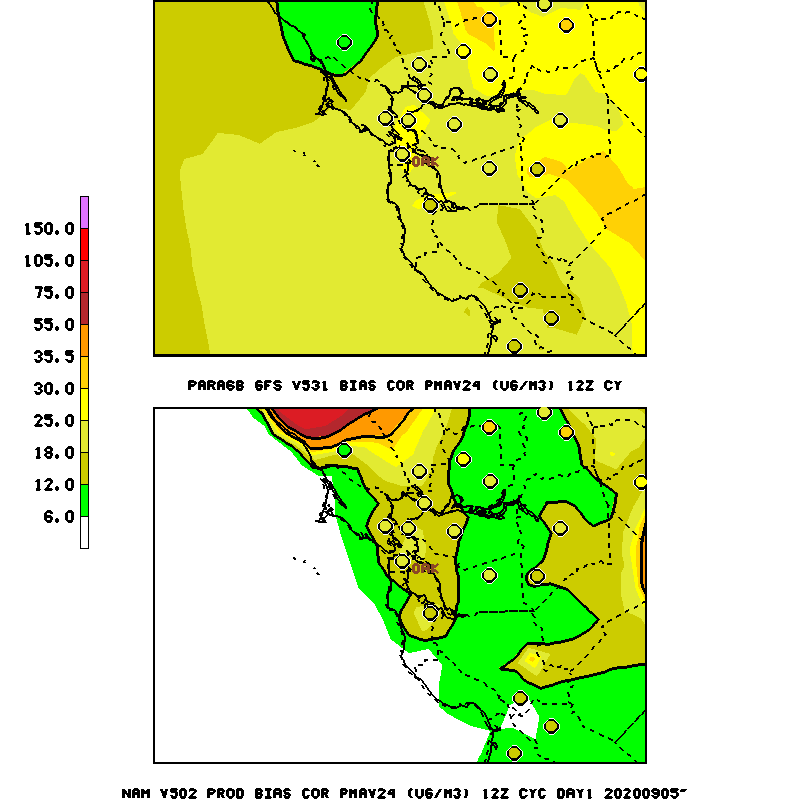 OAK
150.0
105.0
75.0
55.0
35.5
30.0
25.0
18.0
12.0
6.0
PARA6B GFS V531 BIAS COR PMAV24 (UG/M3) 12Z CY
OAK
NAM V502 PROD BIAS COR PMAV24 (UG/M3) 12Z CYC DAY1 20200905~